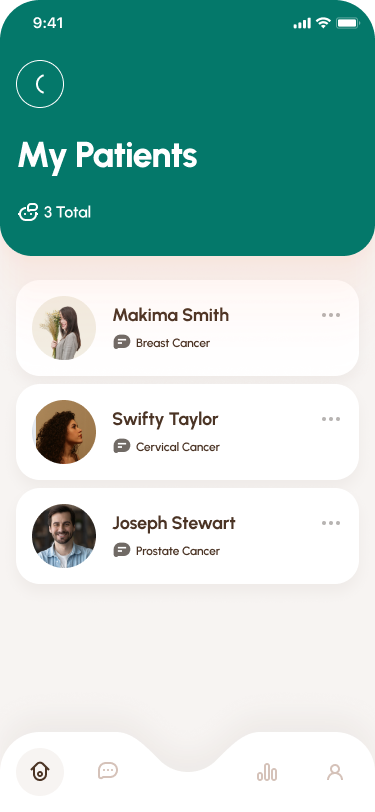 9:41
My Patients
3 Total
Makima Smith
Breast Cancer
Swifty Taylor
Cervical Cancer
Joseph Stewart
Prostate Cancer